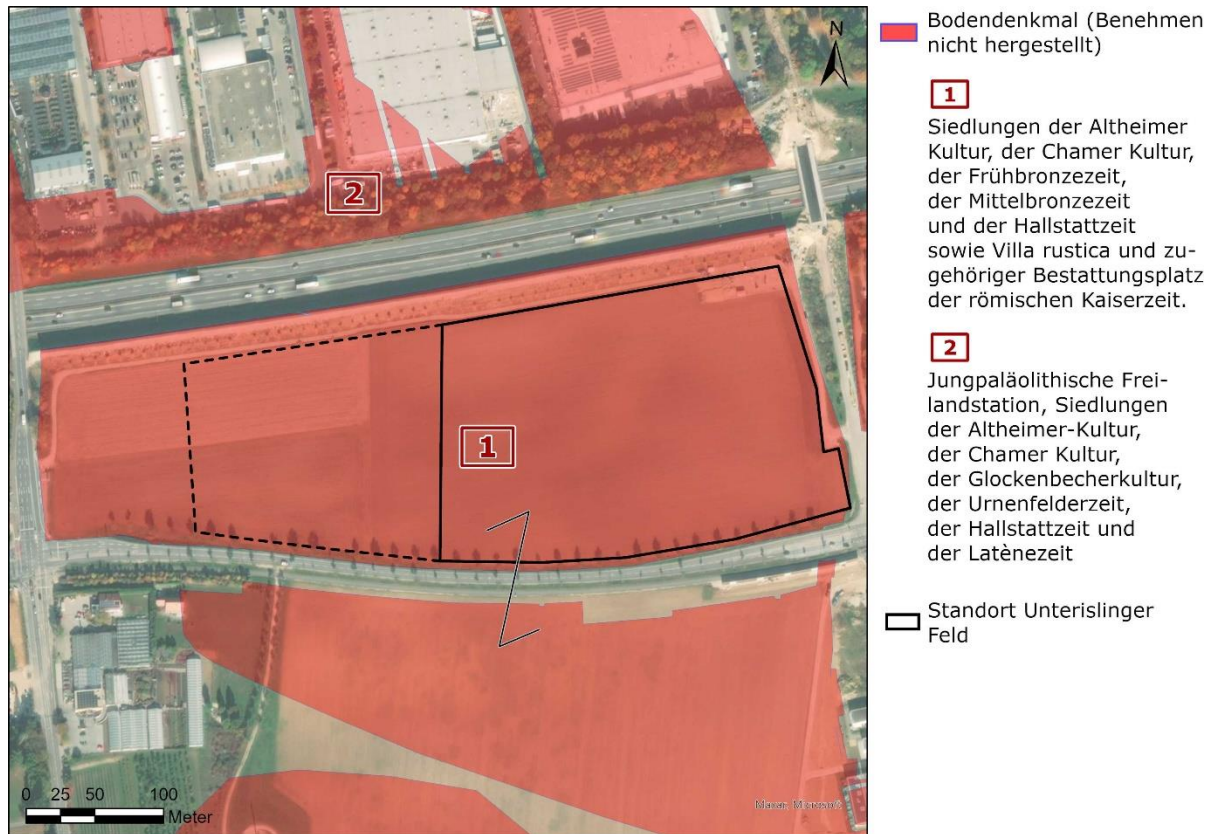 N
2
1
0 25 50 100
Meter
Maxar, Microsoft
Bodendenkmal (Benehmen
nicht hergestellt)
1
Siedlungen der Altheimer
Kultur, der Chamer Kultur,
der Frühbronzezeit,
der Mittelbronzezeit
und der Hallstattzeit
sowie Villa rustica und zu-
gehöriger Bestattungsplatz
der römischen Kaiserzeit.
2
Jungpaläolithische Frei-
landstation, Siedlungen
der Altheimer-Kultur,
der Chamer Kultur,
der Glockenbecherkultur,
der Urnenfelderzeit,
der Hallstattzeit und
der Latènezeit
Standort Unterislinger
Feld